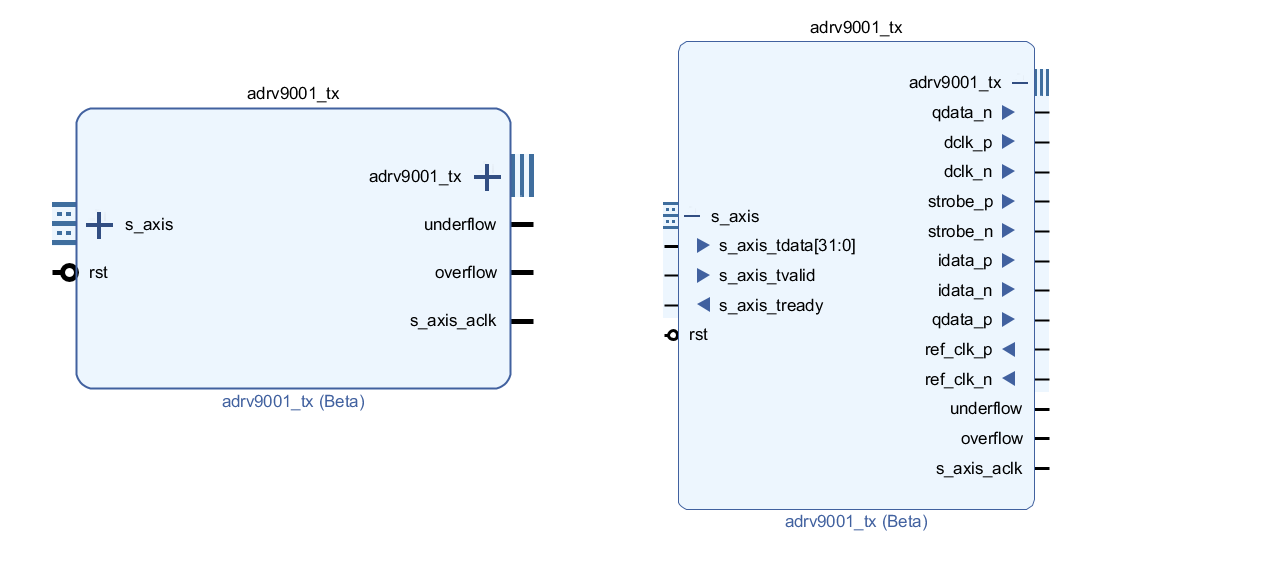 adrv9001_tx
adrv9001_tx
s_axis
underflow
rst
overflow
s_axis_aclk
adrv9001_tx (Beta)
adrv9001_tx
adrv9001_tx
qdata_n
dclk_p
dclk_n
strobe_p
s_axis
strobe_n
s_axis_tdata[31:0]
idata_p
s_axis_tvalid
idata_n
s_axis_tready
qdata_p
rst
ref_clk_p
ref_clk_n
underflow
overflow
s_axis_aclk
adrv9001_tx (Beta)